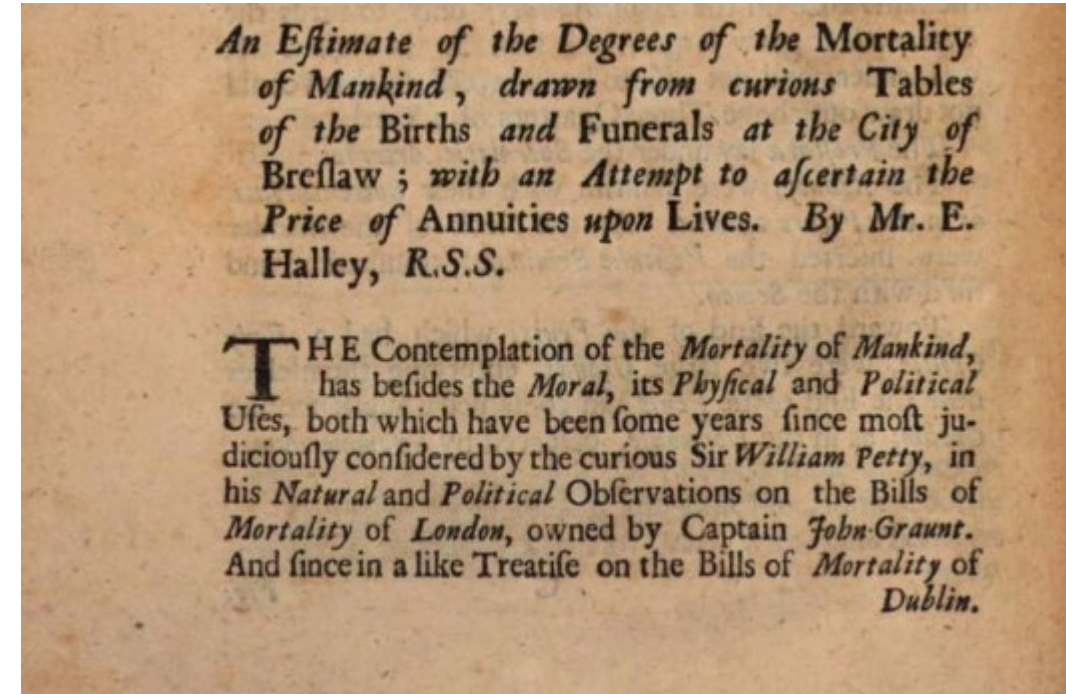 An Eſtimate of the Degrees of the Mortality
of Mankind, drawn from curious Tables
of the Births and Funerals at the City of
Breſlaw; with an Attempt to aſcertain the
Price of Annuities upon Lives. By Mr. E.
Halley, R.S.S.
THE Contemplation of the Mortality of Mankind,
has beſides the Moral, its Phyſical and Political
Uſes, both which have been ſome years ſince moſt ju-
diciouſly conſidered by the curious Sir William Petty, in
his Natural and Political Obſervations on the Bills of
Mortality of London, owned by Captain John Graunt.
And ſince in a like Treatiſe on the Bills of Mortality of
Dublin.